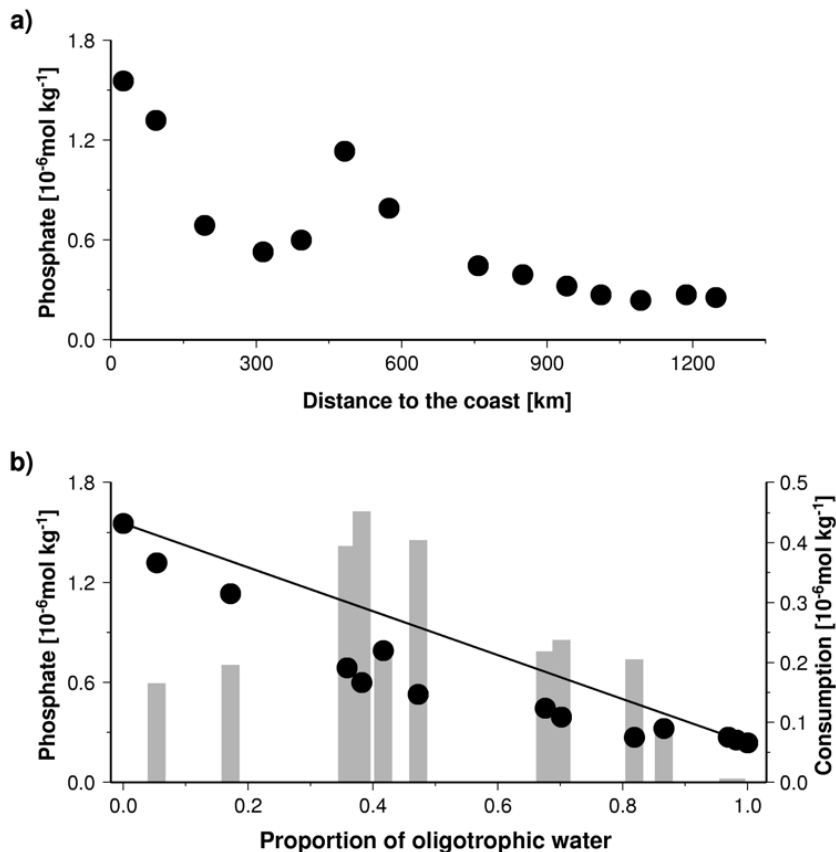 a)
1.8
1.2
0.6
0.0
Phosphate [10⁻⁶mol kg⁻¹]
0 300 600 900 1200
Distance to the coast [km]
b)
1.8
1.2
0.6
0.0
Phosphate [10⁻⁶mol kg⁻¹]
0.5
0.4
0.3
0.2
0.1
0.0
Consumption [10⁻⁶mol kg⁻¹]
0.0 0.2 0.4 0.6 0.8 1.0
Proportion of oligotrophic water